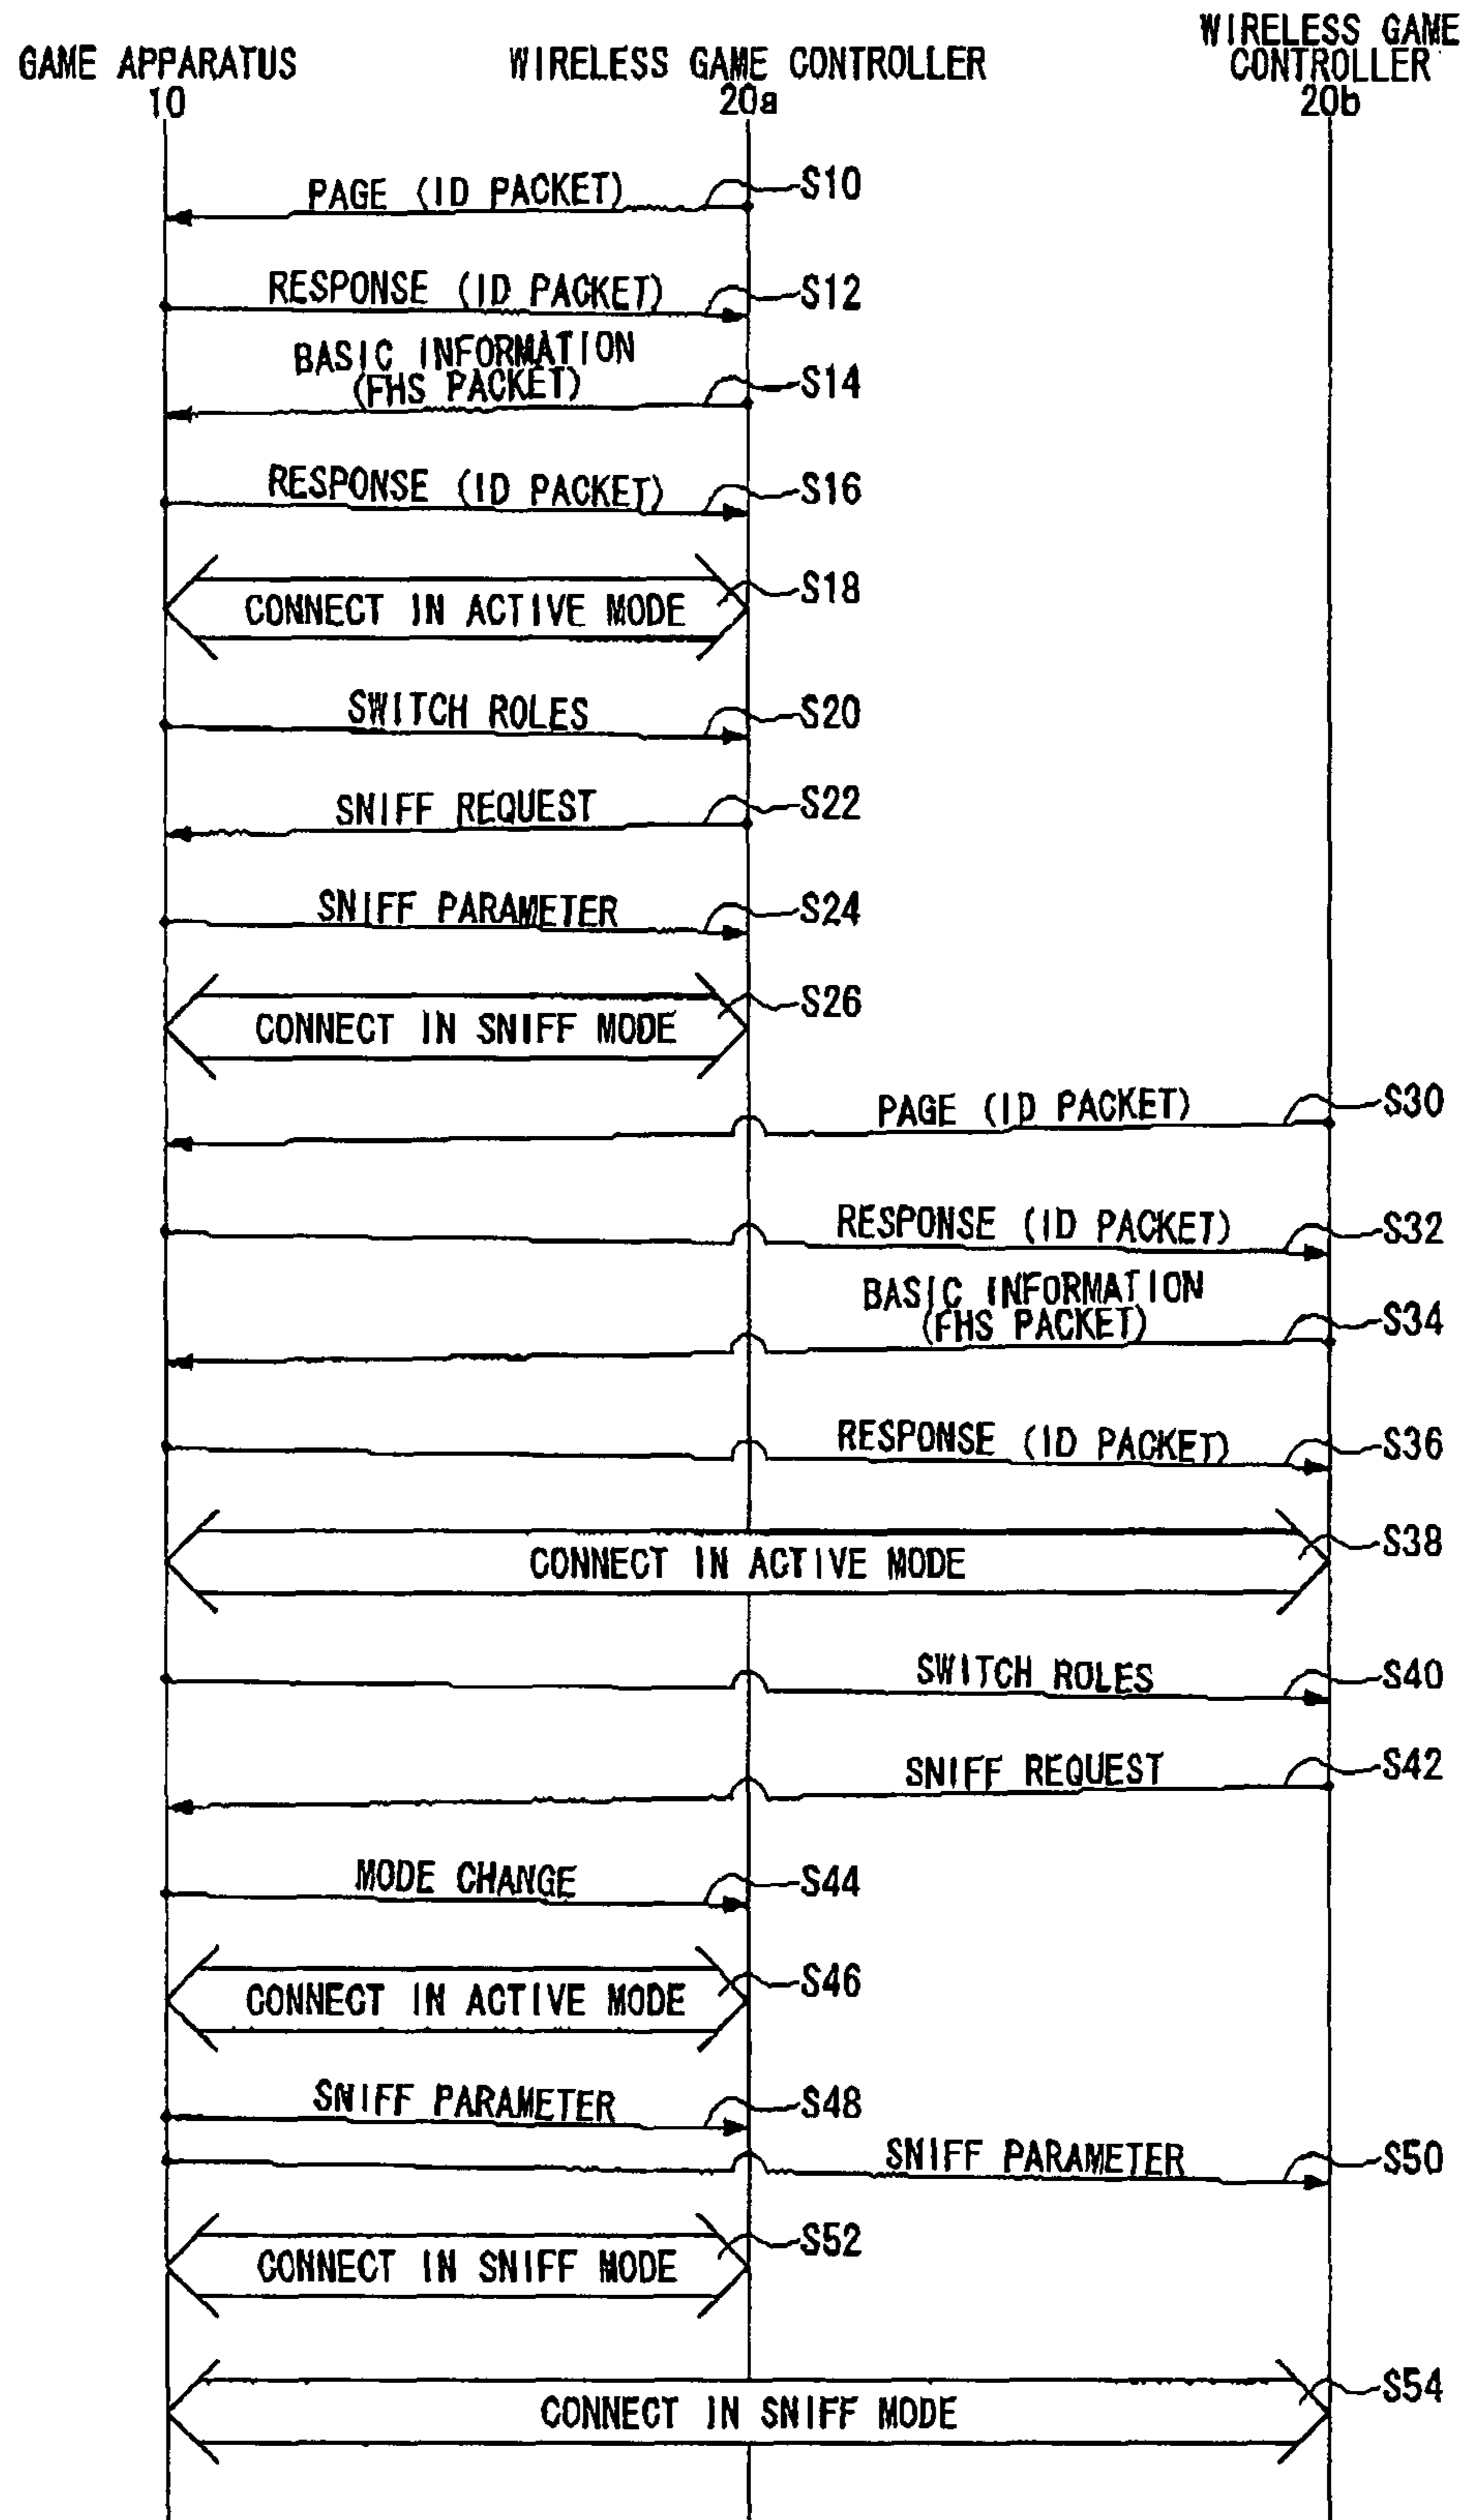 GAME APPARATUS
10
WIRELESS GAME CONTROLLER
20a
WIRELESS GAME
CONTROLLER
20b
PAGE (ID PACKET)
S10
RESPONSE (ID PACKET)
S12
BASIC INFORMATION
(FHS PACKET)
S14
RESPONSE (ID PACKET)
S16
CONNECT IN ACTIVE MODE
S18
SWITCH ROLES
S20
SNIFF REQUEST
S22
SNIFF PARAMETER
S24
CONNECT IN SNIFF MODE
S26
PAGE (ID PACKET)
S30
RESPONSE (ID PACKET)
S32
BASIC INFORMATION
(FHS PACKET)
S34
RESPONSE (ID PACKET)
S36
CONNECT IN ACTIVE MODE
S38
SWITCH ROLES
S40
SNIFF REQUEST
S42
MODE CHANGE
S44
CONNECT IN ACTIVE MODE
S46
SNIFF PARAMETER
S48
SNIFF PARAMETER
S50
CONNECT IN SNIFF MODE
S52
CONNECT IN SNIFF MODE
S54